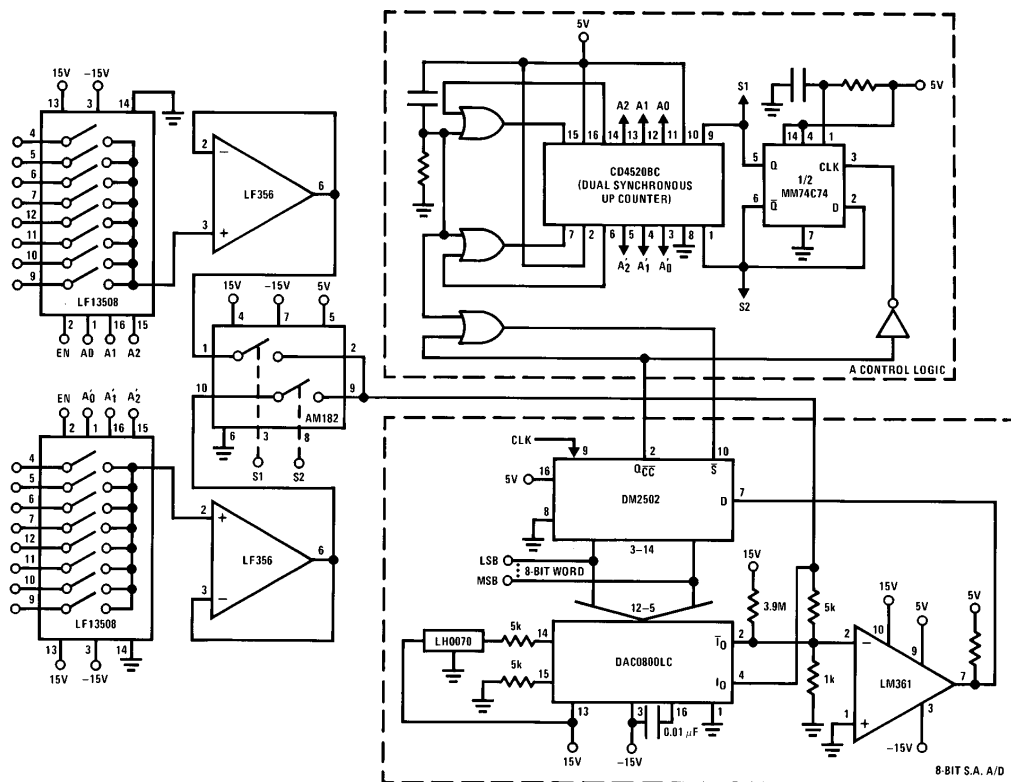 15V -15V
13 3 14
4
5
6
7
12
11
10
9
LF13508
2 1 16 15
EN A0 A1 A2
2 −
LF356
6
3 +
15V -15V 5V
4 7 5
1 2
10 9
AM182
6 3 8
S1 S2
EN A'0 A'1 A'2
2 1 16 15
4
5
6
7
12
11
10
9
LF13508
13 3 14
15V -15V
2 +
LF356
6
3 −
5V
A2 A1 A0
15 16 14 13 12 11 10 9
CD4520BC
(DUAL SYNCHRONOUS
UP COUNTER)
7 2 6 5 4 3 8 1
A'2 A'1 A'0
S1
5V
14 4 1
5 Q CLK 3
1/2
MM74C74
6 Q̅ D 2
7
S2
A CONTROL LOGIC
CLK
9 2 10
QC̅C̅ S̅
5V 16
DM2502
D 7
8
3–14
LSB
8-BIT WORD
MSB
12–5
15V
3.9M
5k
1k
LH0070
5k
14
5k
15
DAC0800LC
I̅O 2
IO 4
13 3 16 1
0.01 µF
15V -15V
15V 5V 5V
10 9
2 −
LM361
7
1 +
3
-15V
8-BIT S.A. A/D